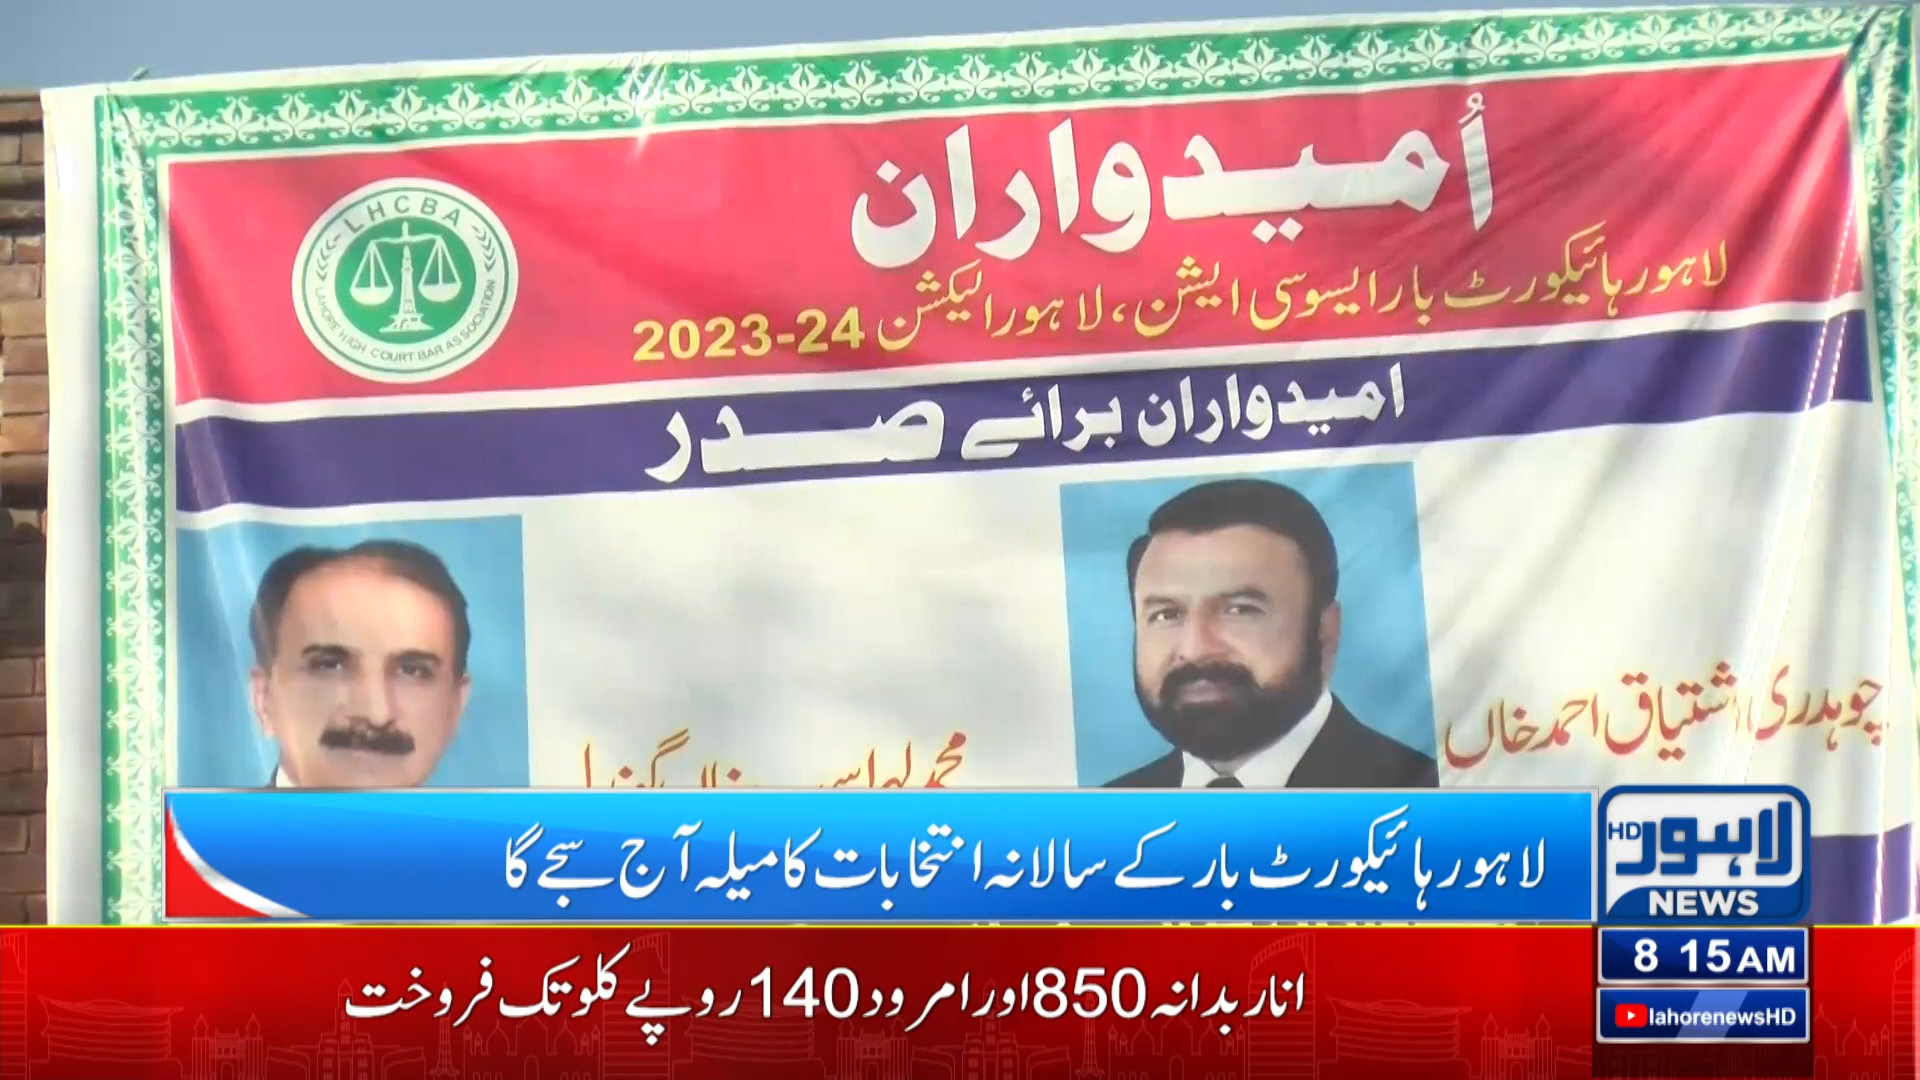 اُمیدواران
لاہور ہائیکورٹ بار ایسوسی ایشن، لاہور الیکشن 2023-24
LHCBA
LAHORE HIGH COURT BAR ASSOCIATION
امیدواران برائے صدر
چوہدری اشتیاق احمد خاں
محمد
لاہور ہائیکورٹ بار کے سالانہ انتخابات کا میلہ آج سجے گا
لاہور HD
NEWS
8 15 AM
lahorenewsHD
انار بدانہ 850 اور امرود 140 روپے کلو تک فروخت